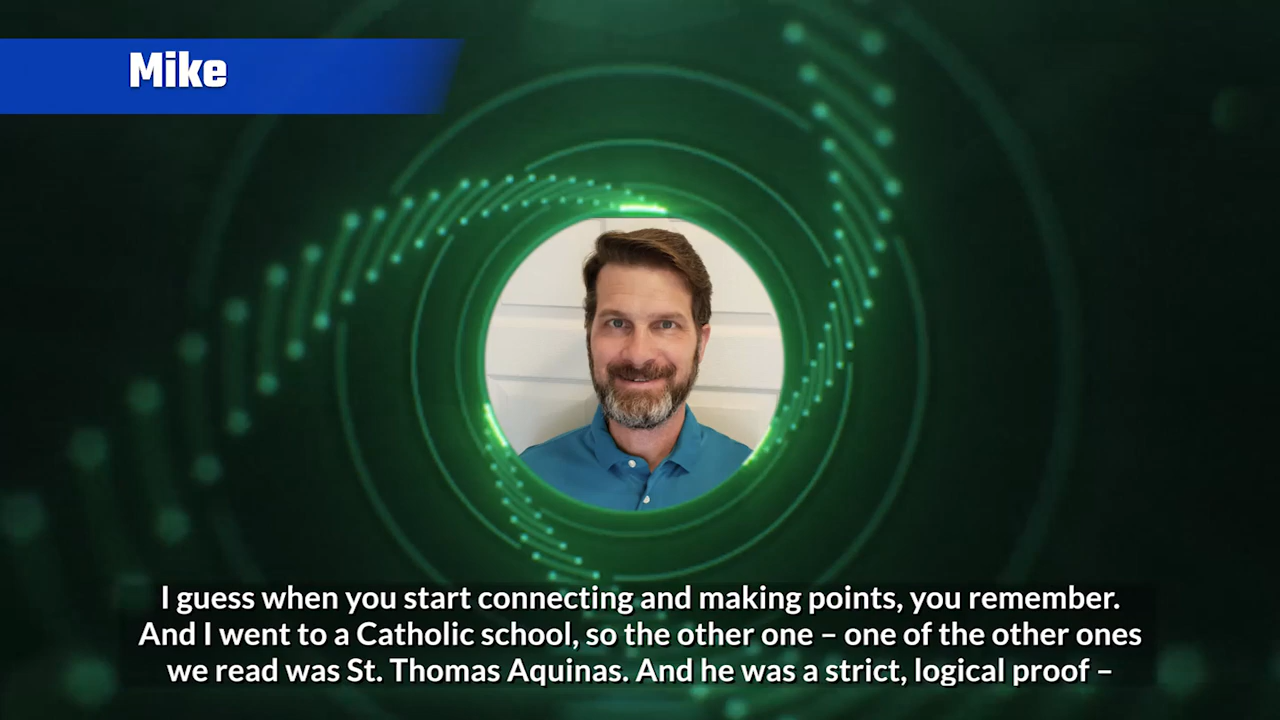 Mike
I guess when you start connecting and making points, you remember.
And I went to a Catholic school, so the other one – one of the other ones
we read was St. Thomas Aquinas. And he was a strict, logical proof –